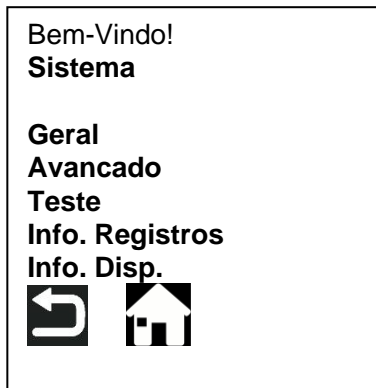 Bem-Vindo!
Sistema
Geral
Avancado
Teste
Info. Registros
Info. Disp.